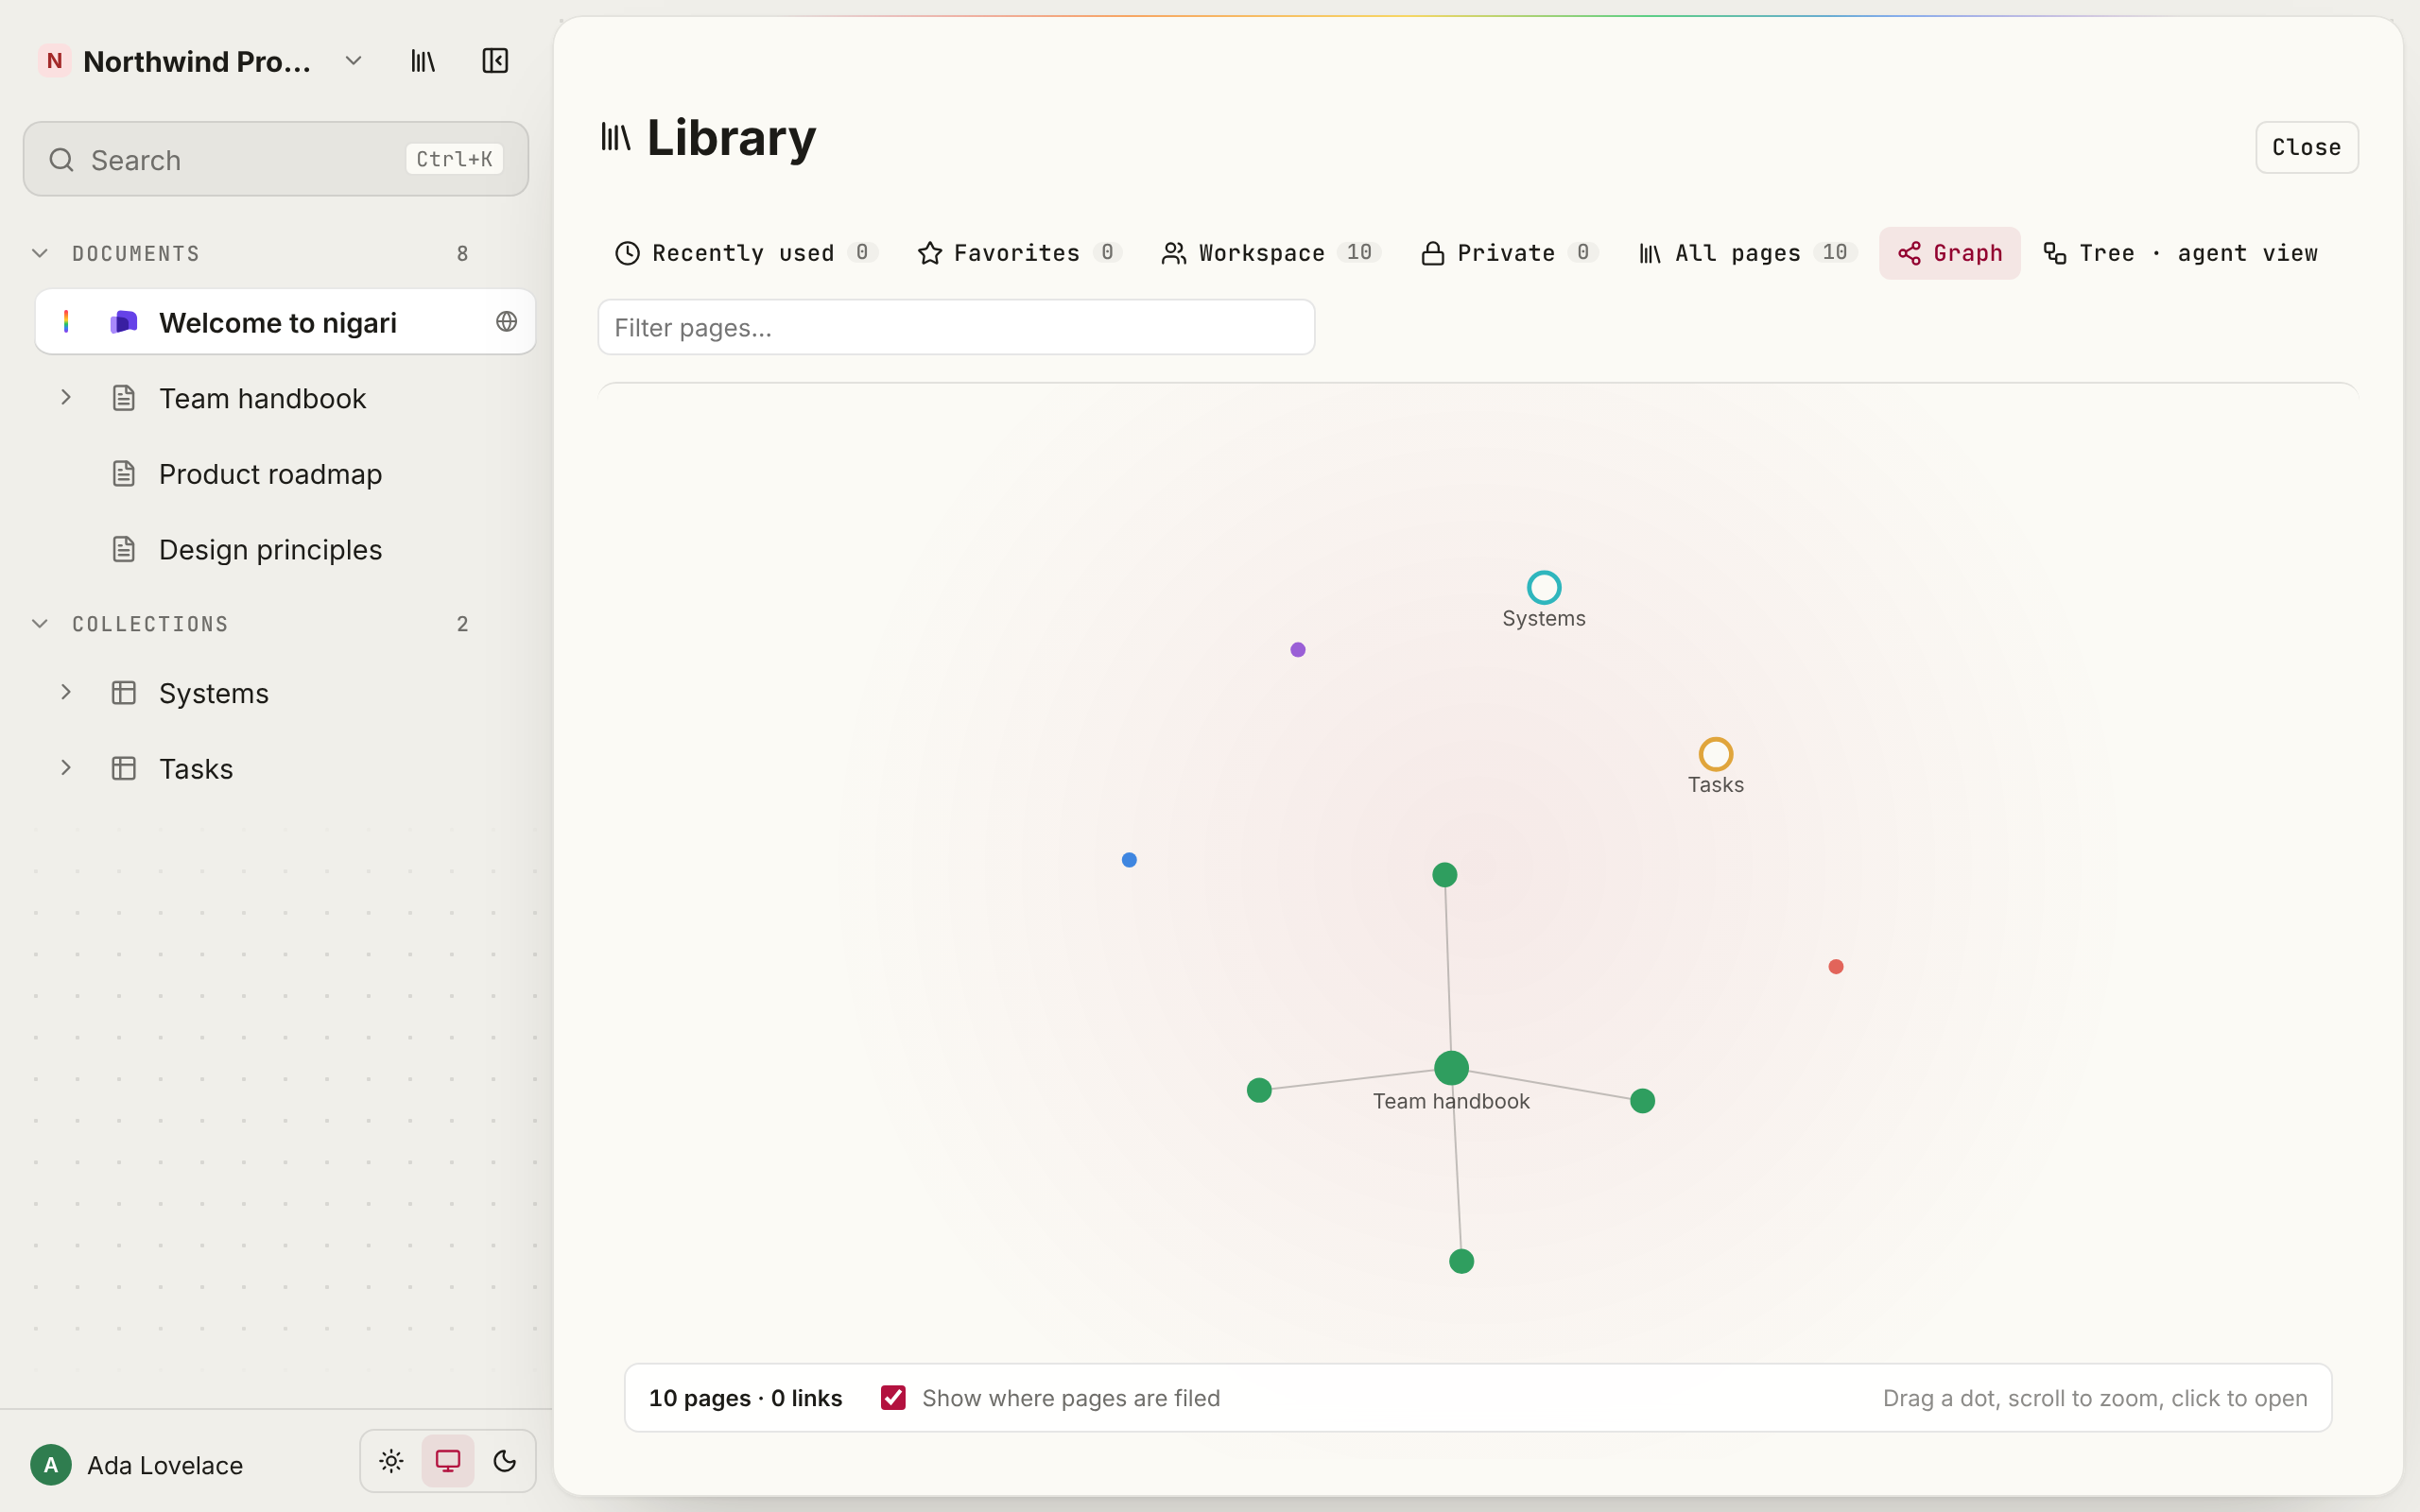 N Northwind Pro...
Search Ctrl+K
DOCUMENTS 8
Welcome to nigari
Team handbook
Product roadmap
Design principles
COLLECTIONS 2
Systems
Tasks
A Ada Lovelace
Library
Close
Recently used 0 Favorites 0 Workspace 10 Private 0 All pages 10 Graph Tree · agent view
Filter pages...
Systems
Tasks
Team handbook
10 pages · 0 links Show where pages are filed Drag a dot, scroll to zoom, click to open